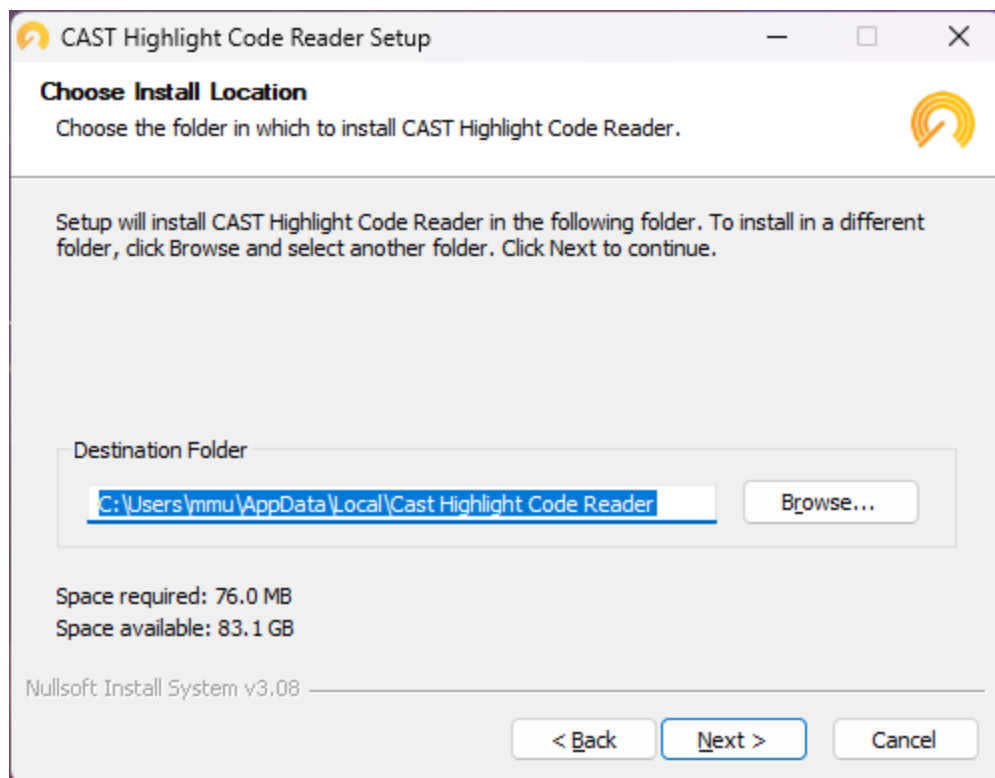 CAST Highlight Code Reader Setup
Choose Install Location
Choose the folder in which to install CAST Highlight Code Reader.
Setup will install CAST Highlight Code Reader in the following folder. To install in a different
folder, click Browse and select another folder. Click Next to continue.
Destination Folder
C:\Users\mmu\AppData\Local\Cast Highlight Code Reader
Browse...
Space required: 76.0 MB
Space available: 83.1 GB
Nullsoft Install System v3.08
< Back
Next >
Cancel